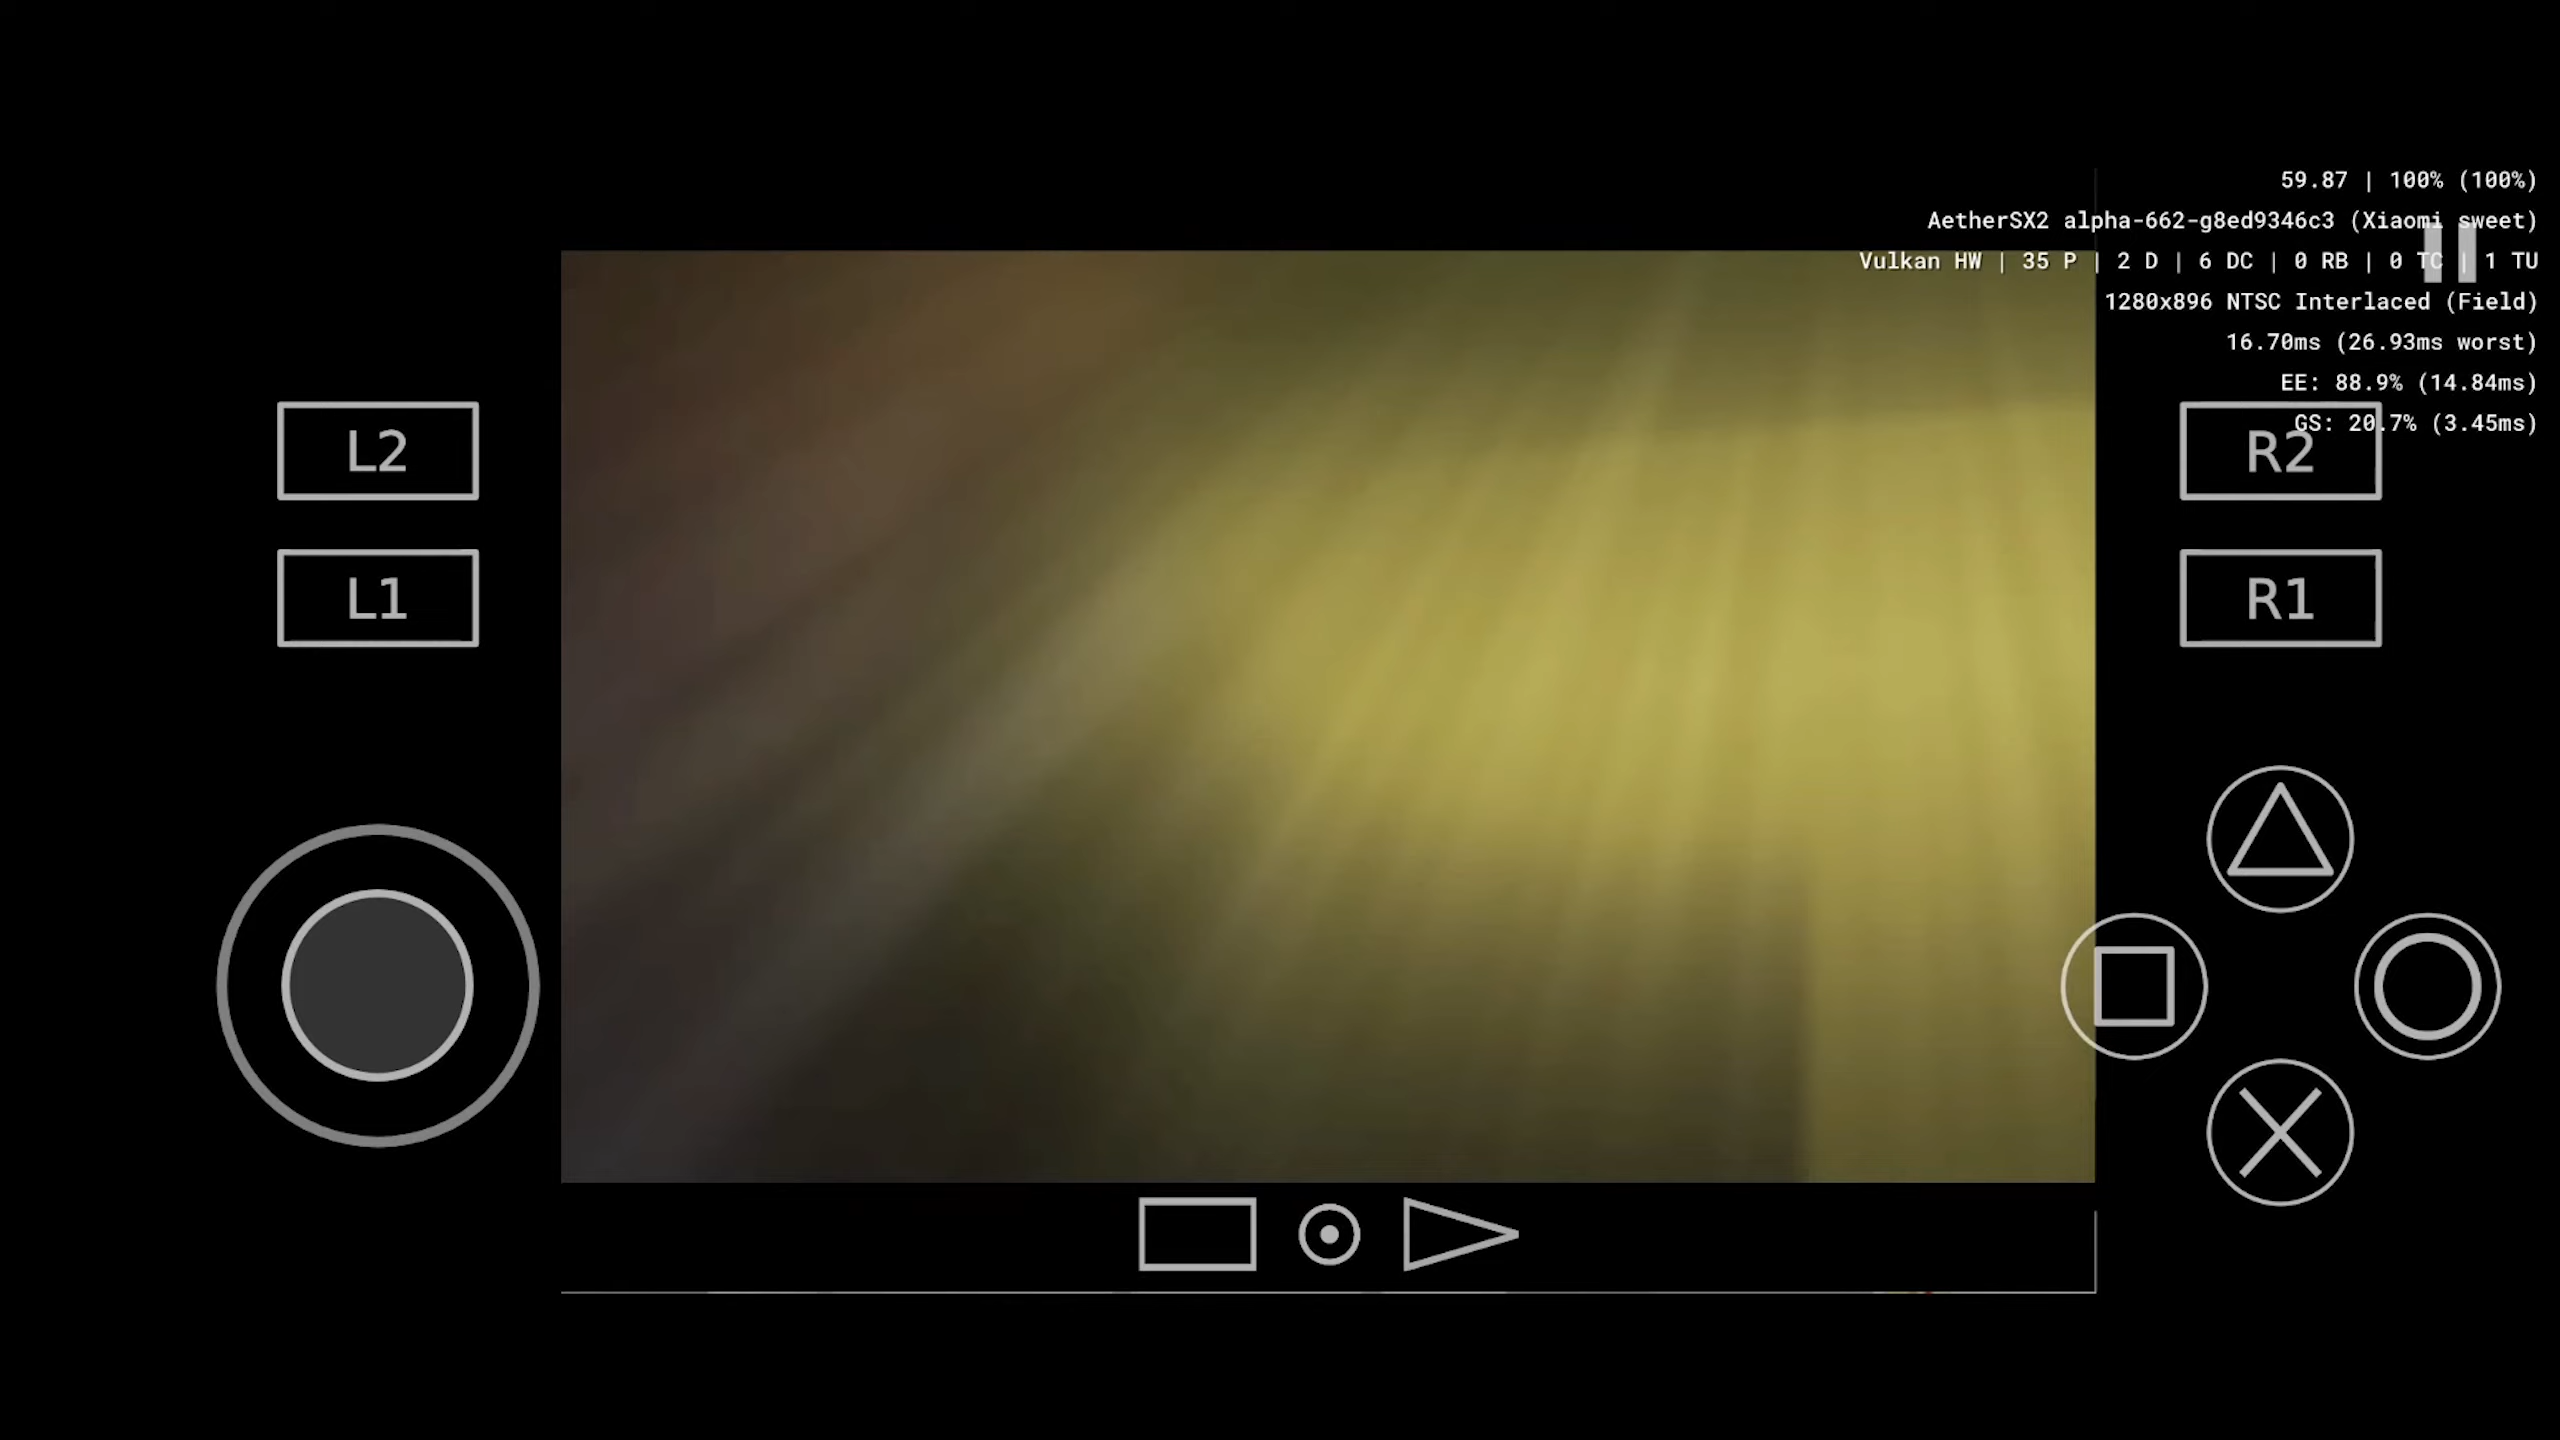 59.87 | 100% (100%)
AetherSX2 alpha-662-g8ed9346c3 (Xiaomi sweet)
Vulkan HW | 35 P | 2 D | 6 DC | 0 RB | 0 TC | 1 TU
1280x896 NTSC Interlaced (Field)
16.70ms (26.93ms worst)
EE: 88.9% (14.84ms)
GS: 20.7% (3.45ms)
L2
R2
L1
R1